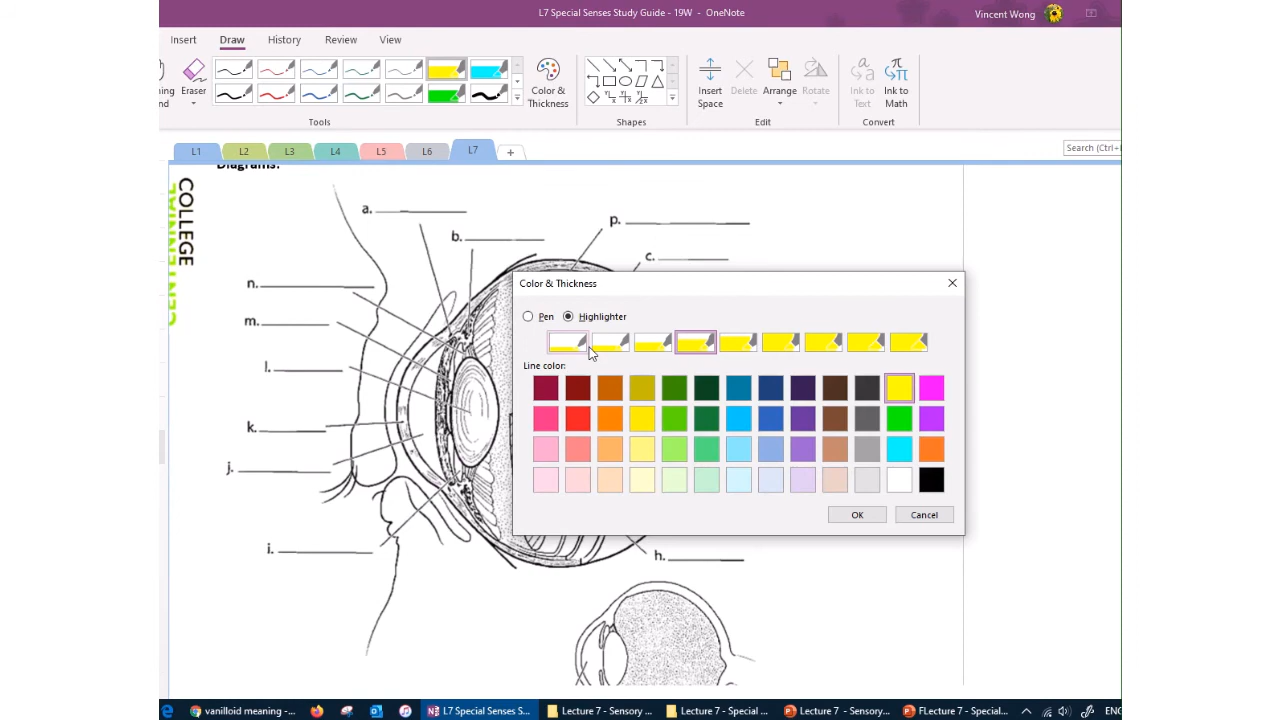 L7 Special Senses Study Guide - 19W - OneNote
Vincent Wong
Insert Draw History Review View
Eraser
Color & Thickness
Insert Space
Delete
Arrange
Rotate
Ink to Text
Ink to Math
Tools
Shapes
Edit
Convert
L1 L2 L3 L4 L5 L6 L7 +
Search (Ctrl+
Diagrams:
COLLEGE
a.
b.
p.
c.
n.
m.
l.
k.
j.
i.
h.
Color & Thickness
Pen Highlighter
Line color:
OK Cancel
vanilloid meaning -...
L7 Special Senses S...
Lecture 7 - Sensory ...
Lecture 7 - Special ...
Lecture 7 - Sensory...
FLecture 7 - Special...
ENG